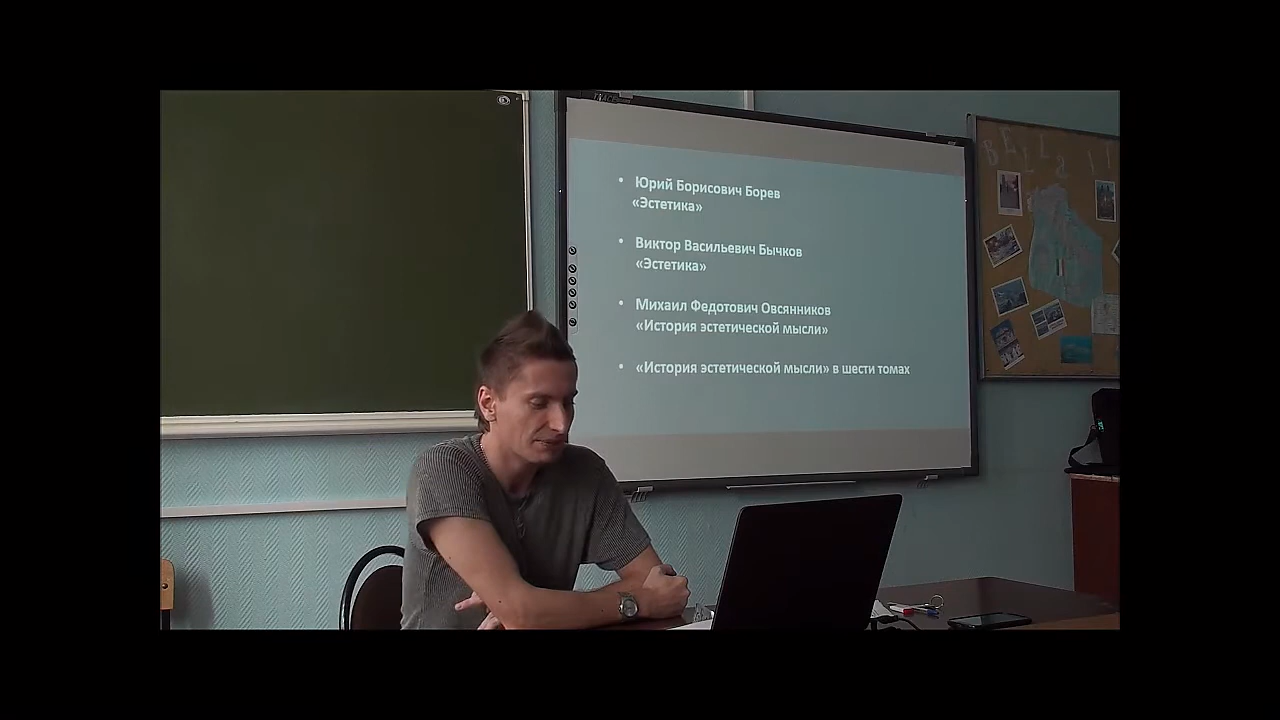 • Юрий Борисович Борев
«Эстетика»
• Виктор Васильевич Бычков
«Эстетика»
• Михаил Федотович Овсянников
«История эстетической мысли»
• «История эстетической мысли» в шести томах